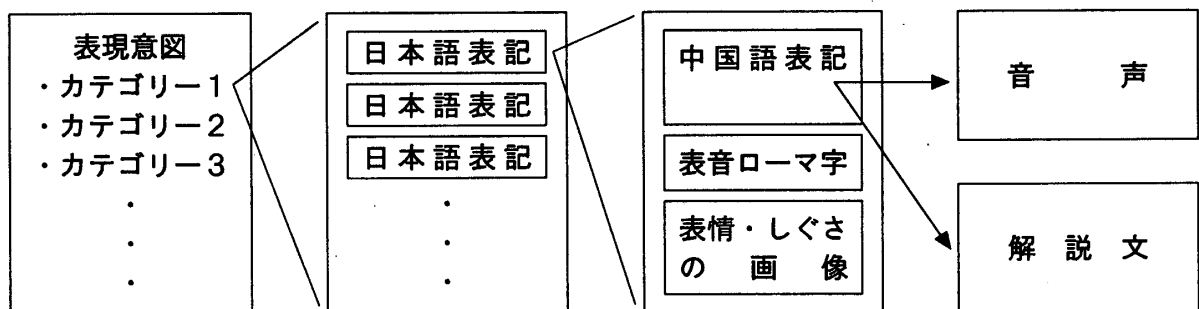 表現意図
・カテゴリー1
・カテゴリー2
・カテゴリー3
・
・
・
日本語表記
日本語表記
日本語表記
・
・
・
中国語表記
表音ローマ字
表情・しぐさ
の画像
音声
解説文